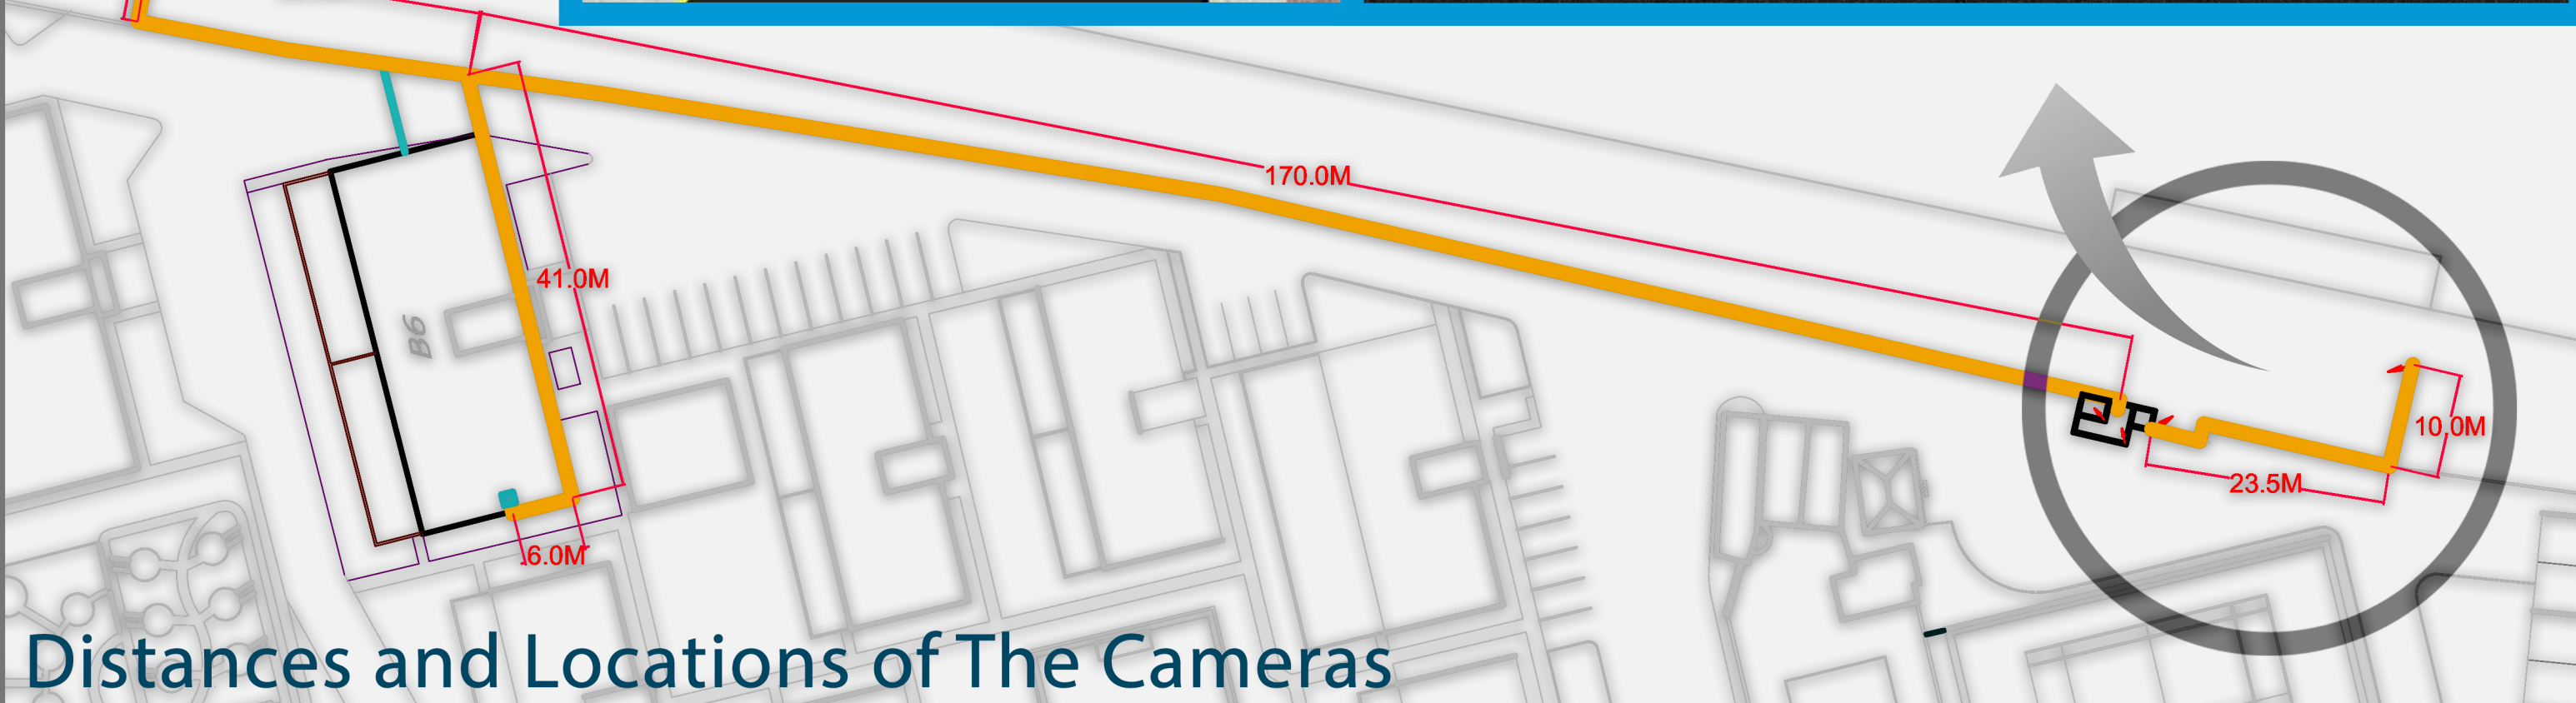 170.0M
41.0M
B6
10.0M
23.5M
6.0M
Distances and Locations of The Cameras